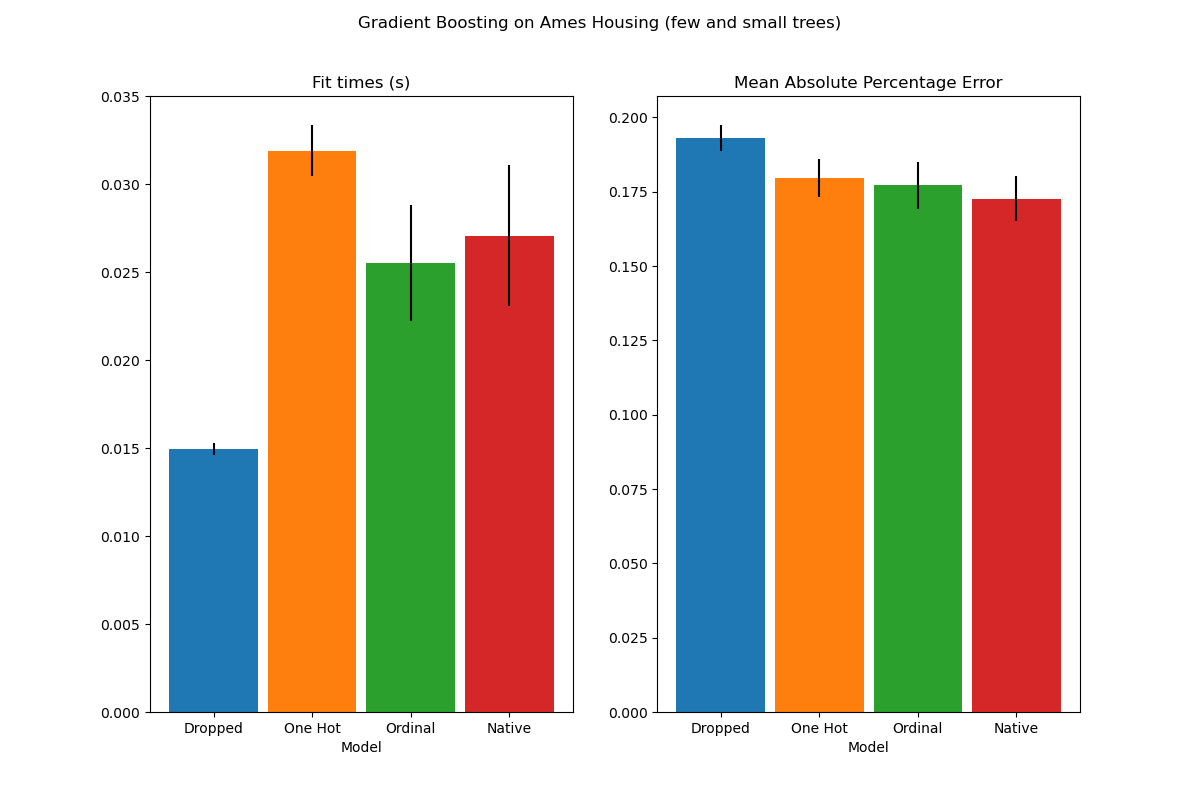 Gradient Boosting on Ames Housing (few and small trees)
Fit times (s)
0.035
0.030
0.025
0.020
0.015
0.010
0.005
0.000
Dropped One Hot Ordinal Native
Model
Mean Absolute Percentage Error
0.200
0.175
0.150
0.125
0.100
0.075
0.050
0.025
0.000
Dropped One Hot Ordinal Native
Model